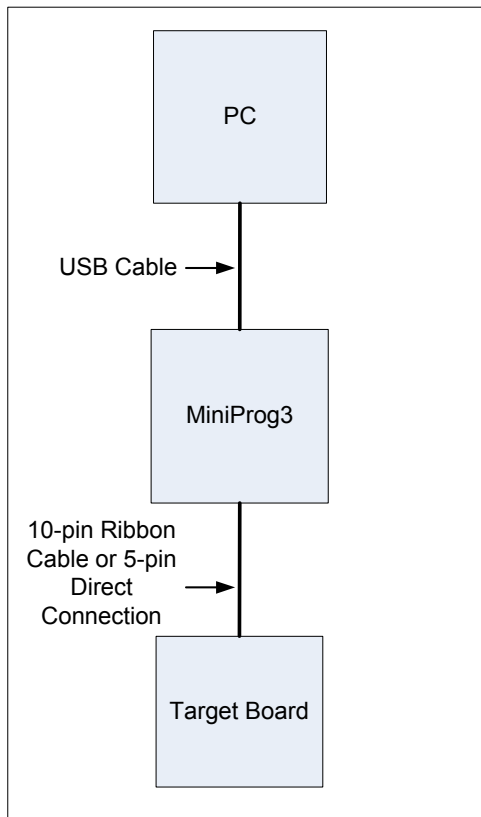 PC
USB Cable
MiniProg3
10-pin Ribbon
Cable or 5-pin
Direct
Connection
Target Board